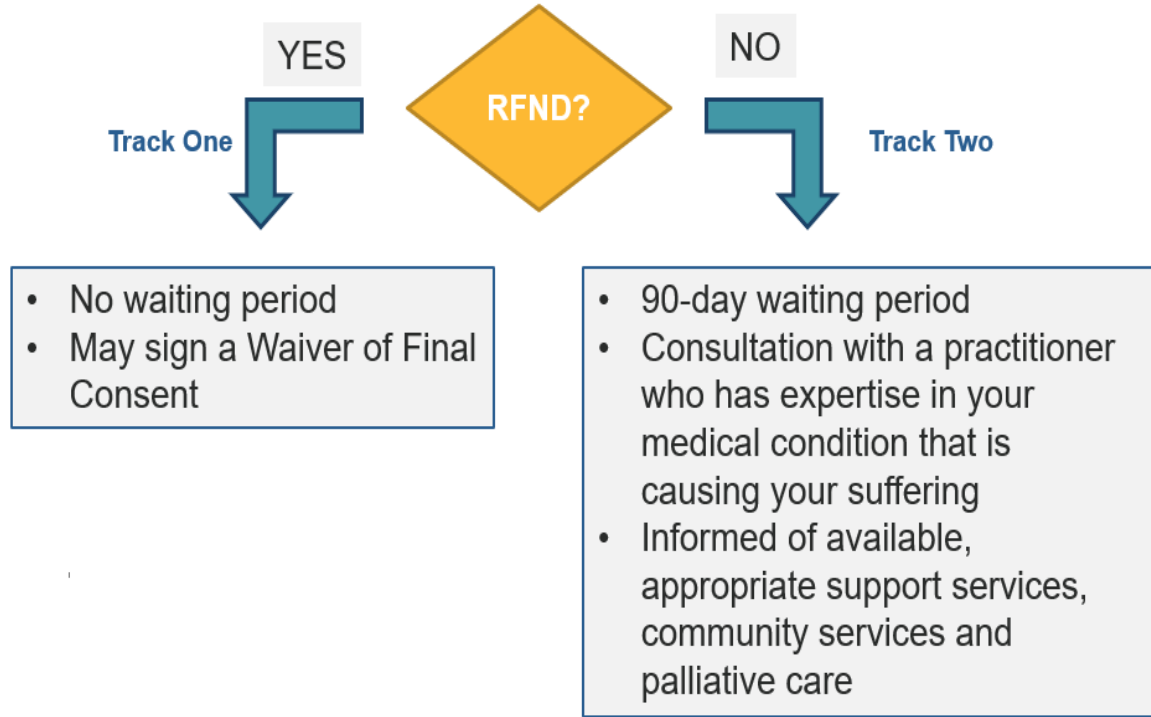 YES
RFND?
NO
Track One
Track Two
• No waiting period
• May sign a Waiver of Final
Consent
• 90-day waiting period
• Consultation with a practitioner
who has expertise in your
medical condition that is
causing your suffering
• Informed of available,
appropriate support services,
community services and
palliative care